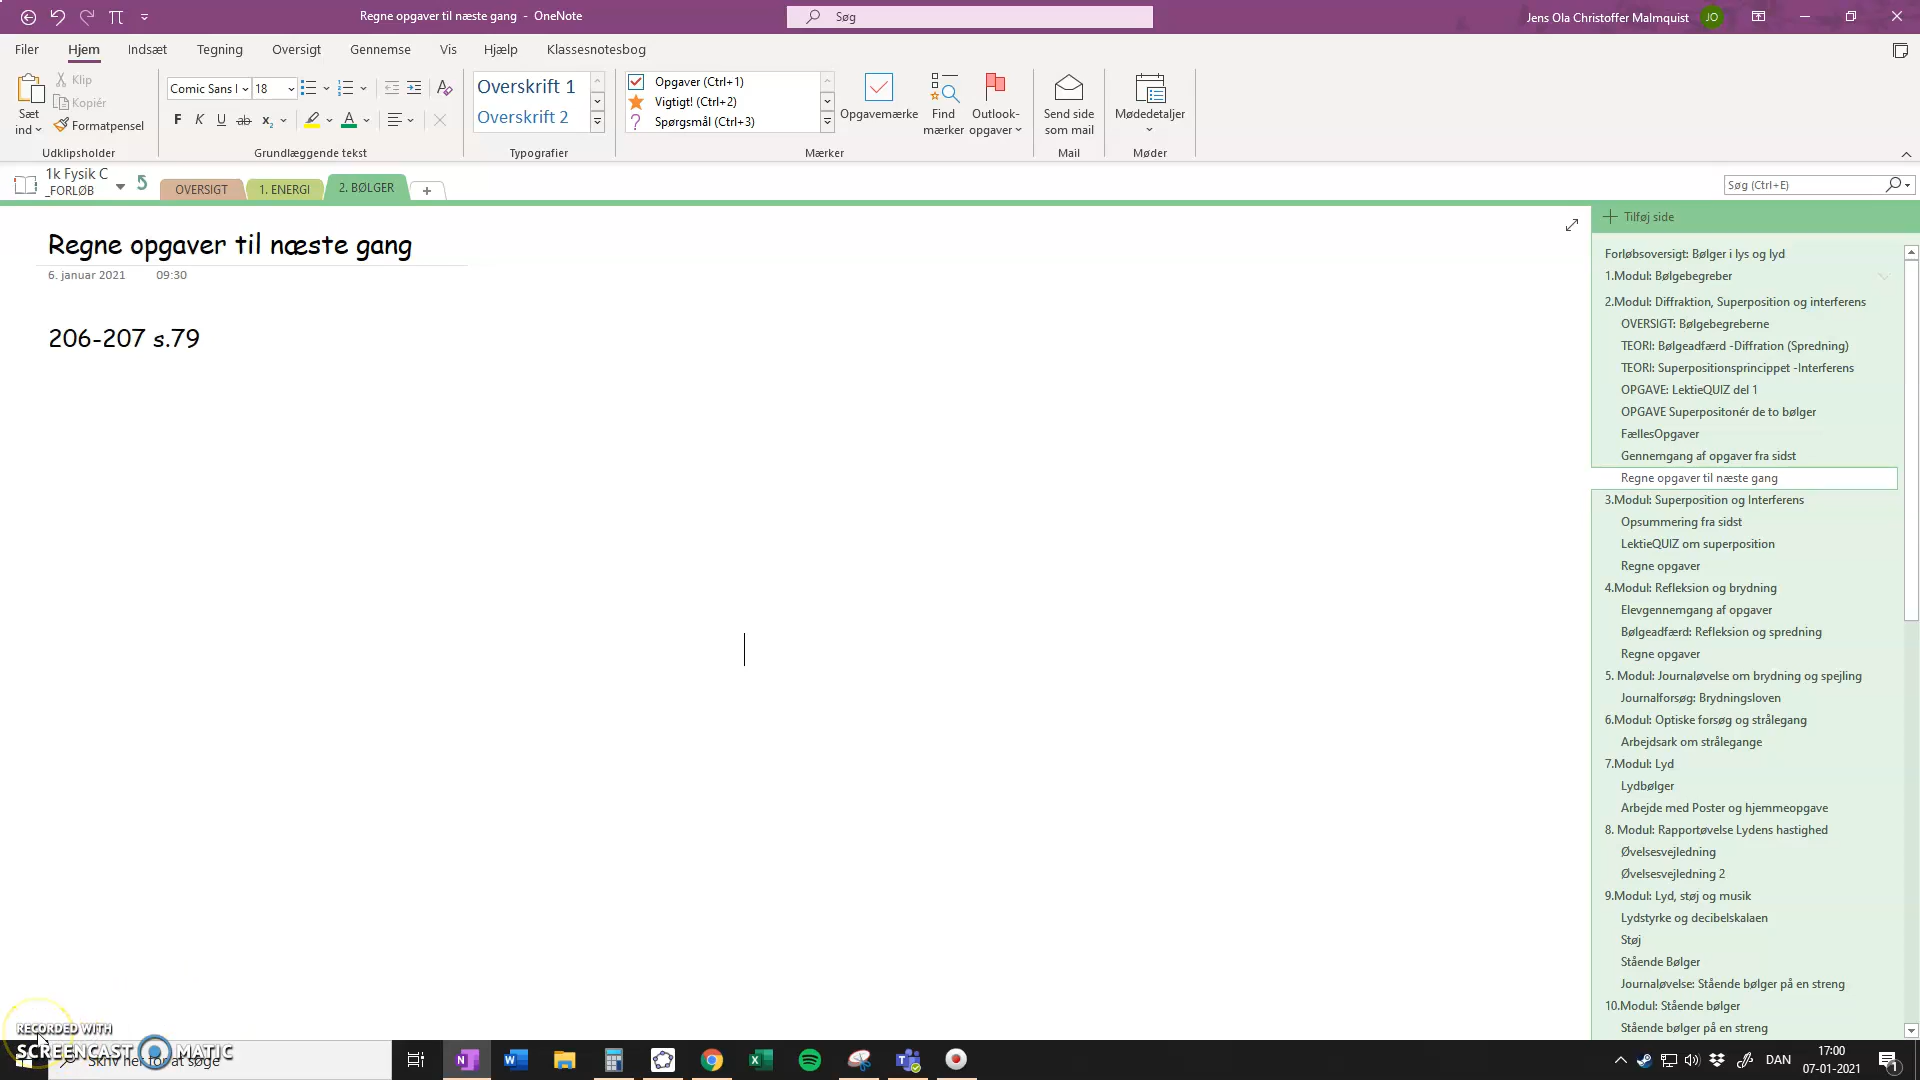 Regne opgaver til næste gang - OneNote
Søg
Jens Ola Christoffer Malmquist
JO
Filer Hjem Indsæt Tegning Oversigt Gennemse Vis Hjælp Klassesnotesbog
Sæt ind
Klip
Kopiér
Formatpensel
Udklipsholder
Comic Sans 18
F K U ab x₂ A
Grundlæggende tekst
Overskrift 1
Overskrift 2
Typografier
Opgaver (Ctrl+1)
Vigtigt! (Ctrl+2)
Spørgsmål (Ctrl+3)
Opgavemærke
Find mærker
Outlook-opgaver
Mærker
Send side som mail
Mail
Mødedetaljer
Møder
1k Fysik C
_FORLØB
OVERSIGT
1. ENERGI
2. BØLGER
Søg (Ctrl+E)
Regne opgaver til næste gang
6. januar 2021 09:30
206-207 s.79
Tilføj side
Forløbsoversigt: Bølger i lys og lyd
1.Modul: Bølgebegreber
2.Modul: Diffraktion, Superposition og interferens
OVERSIGT: Bølgebegreberne
TEORI: Bølgeadfærd -Diffration (Spredning)
TEORI: Superpositionsprincippet -Interferens
OPGAVE: LektieQUIZ del 1
OPGAVE Superpositonér de to bølger
FællesOpgaver
Gennemgang af opgaver fra sidst
Regne opgaver til næste gang
3.Modul: Superposition og Interferens
Opsummering fra sidst
LektieQUIZ om superposition
Regne opgaver
4.Modul: Refleksion og brydning
Elevgennemgang af opgaver
Bølgeadfærd: Refleksion og spredning
Regne opgaver
5. Modul: Journaløvelse om brydning og spejling
Journalforsøg: Brydningsloven
6.Modul: Optiske forsøg og strålegang
Arbejdsark om strålegange
7.Modul: Lyd
Lydbølger
Arbejde med Poster og hjemmeopgave
8. Modul: Rapportøvelse Lydens hastighed
Øvelsesvejledning
Øvelsesvejledning 2
9.Modul: Lyd, støj og musik
Lydstyrke og decibelskalaen
Støj
Stående Bølger
Journaløvelse: Stående bølger på en streng
10.Modul: Stående bølger
Stående bølger på en streng
RECORDED WITH
SCREENCAST MATIC
Skriv her for at søge
DAN
17:00
07-01-2021
1